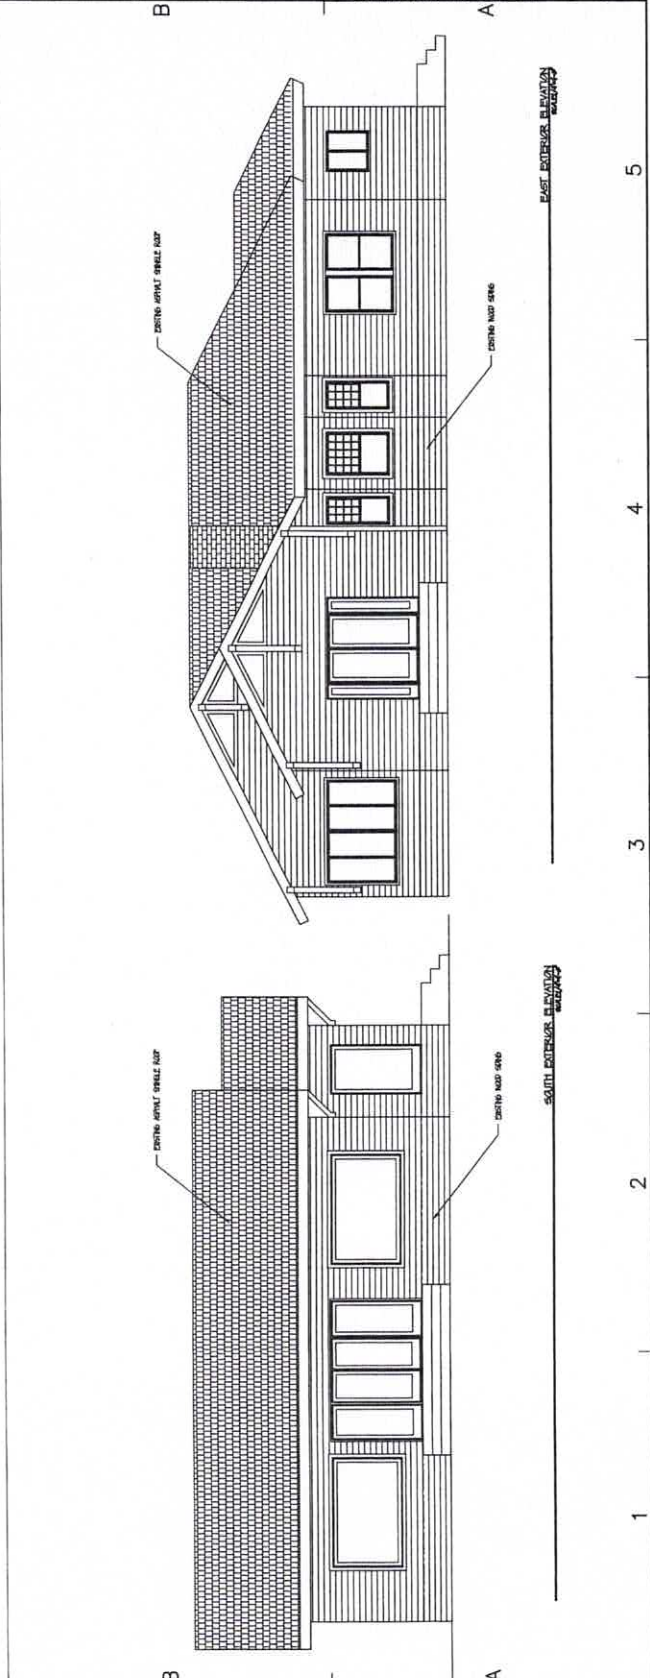 B
A
5
4
3
2
1
B
A
EXISTING ASPHALT SHINGLE ROOF
EXISTING WOOD SIDING
EAST EXTERIOR ELEVATION
EXISTING ASPHALT SHINGLE ROOF
EXISTING WOOD SIDING
SOUTH EXTERIOR ELEVATION